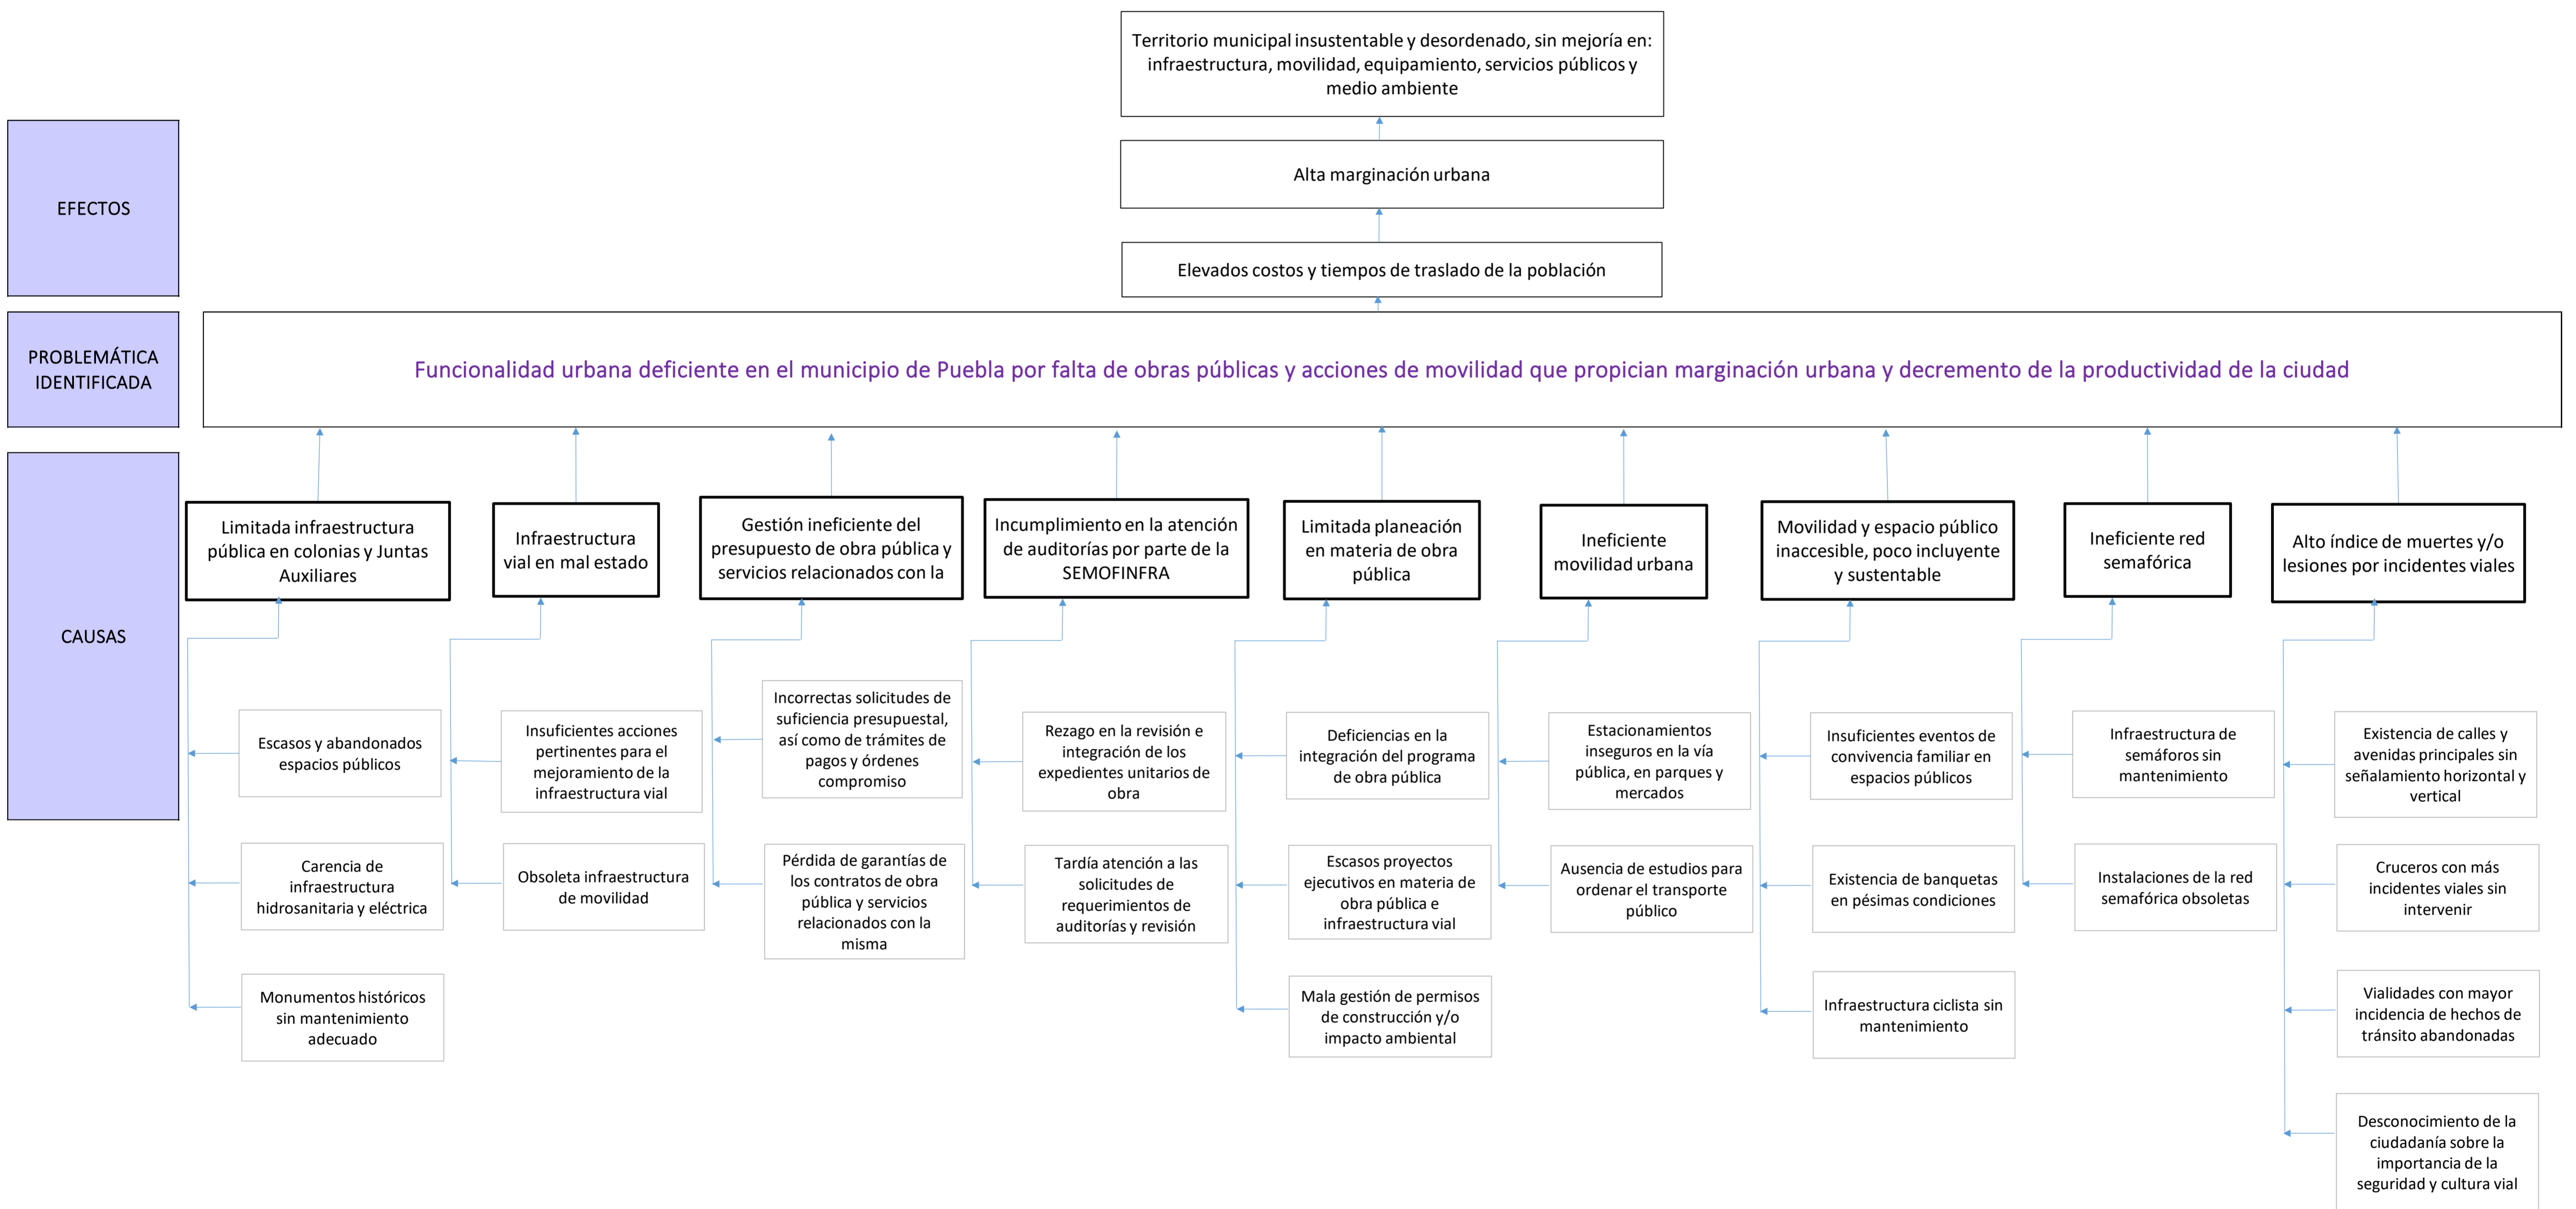 Territorio municipal insustentable y desordenado, sin mejoría en:
infraestructura, movilidad, equipamiento, servicios públicos y
medio ambiente
EFECTOS
Alta marginación urbana
Elevados costos y tiempos de traslado de la población
PROBLEMÁTICA
IDENTIFICADA
Funcionalidad urbana deficiente en el municipio de Puebla por falta de obras públicas y acciones de movilidad que propician marginación urbana y decremento de la productividad de la ciudad
CAUSAS
Limitada infraestructura
pública en colonias y Juntas
Auxiliares
Infraestructura
vial en mal estado
Gestión ineficiente del
presupuesto de obra pública y
servicios relacionados con la
Incumplimiento en la atención
de auditorías por parte de la
SEMOFINFRA
Limitada planeación
en materia de obra
pública
Ineficiente
movilidad urbana
Movilidad y espacio público
inaccesible, poco incluyente
y sustentable
Ineficiente red
semafórica
Alto índice de muertes y/o
lesiones por incidentes viales
Escasos y abandonados
espacios públicos
Insuficientes acciones
pertinentes para el
mejoramiento de la
infraestructura vial
Incorrectas solicitudes de
suficiencia presupuestal,
así como de trámites de
pagos y órdenes
compromiso
Rezago en la revisión e
integración de los
expedientes unitarios de
obra
Deficiencias en la
integración del programa
de obra pública
Estacionamientos
inseguros en la vía
pública, en parques y
mercados
Insuficientes eventos de
convivencia familiar en
espacios públicos
Infraestructura de
semáforos sin
mantenimiento
Existencia de calles y
avenidas principales sin
señalamiento horizontal y
vertical
Carencia de
infraestructura
hidrosanitaria y eléctrica
Obsoleta infraestructura
de movilidad
Pérdida de garantías de
los contratos de obra
pública y servicios
relacionados con la
misma
Tardía atención a las
solicitudes de
requerimientos de
auditorías y revisión
Escasos proyectos
ejecutivos en materia de
obra pública e
infraestructura vial
Ausencia de estudios para
ordenar el transporte
público
Existencia de banquetas
en pésimas condiciones
Instalaciones de la red
semafórica obsoletas
Cruceros con más
incidentes viales sin
intervenir
Monumentos históricos
sin mantenimiento
adecuado
Mala gestión de permisos
de construcción y/o
impacto ambiental
Infraestructura ciclista sin
mantenimiento
Vialidades con mayor
incidencia de hechos de
tránsito abandonadas
Desconocimiento de la
ciudadanía sobre la
importancia de la
seguridad y cultura vial